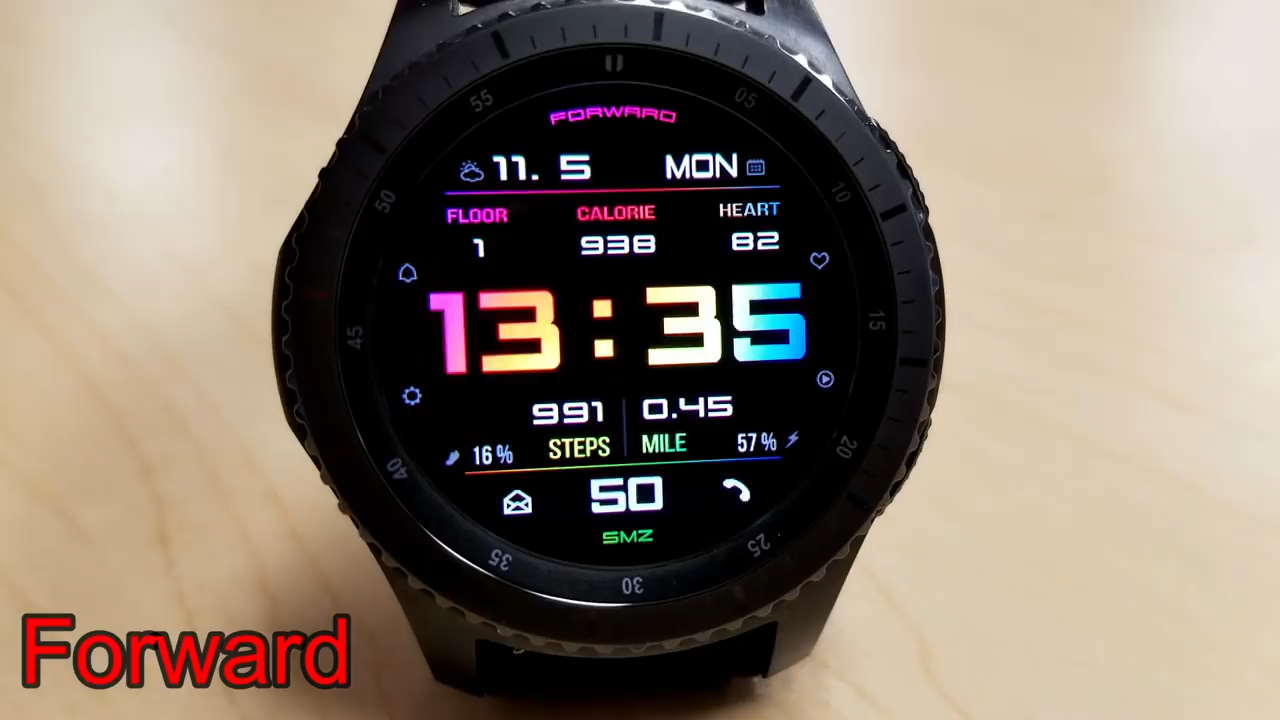 FORWARD
11. 5 MON
FLOOR CALORIE HEART
1 938 82
13:35
991 0.45
16% STEPS MILE 57%
50
SMZ
55 05 10 15 20 25 30 35 40 45 50
Forward